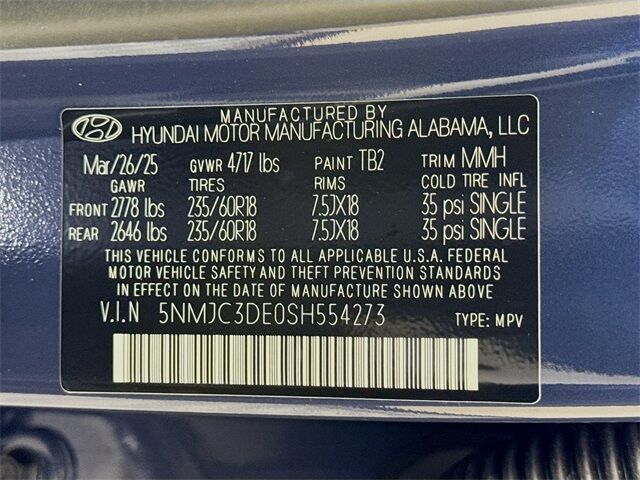 MANUFACTURED BY
HYUNDAI MOTOR MANUFACTURING ALABAMA, LLC
Mar/26/25 GVWR 4717 lbs PAINT TB2 TRIM MMH
GAWR TIRES RIMS COLD TIRE INFL
FRONT 2778 lbs 235/60R18 7.5JX18 35 psi SINGLE
REAR 2646 lbs 235/60R18 7.5JX18 35 psi SINGLE
THIS VEHICLE CONFORMS TO ALL APPLICABLE U.S.A. FEDERAL
MOTOR VEHICLE SAFETY AND THEFT PREVENTION STANDARDS
IN EFFECT ON THE DATE OF MANUFACTURE SHOWN ABOVE
V.I.N 5NMJC3DE0SH554273 TYPE: MPV